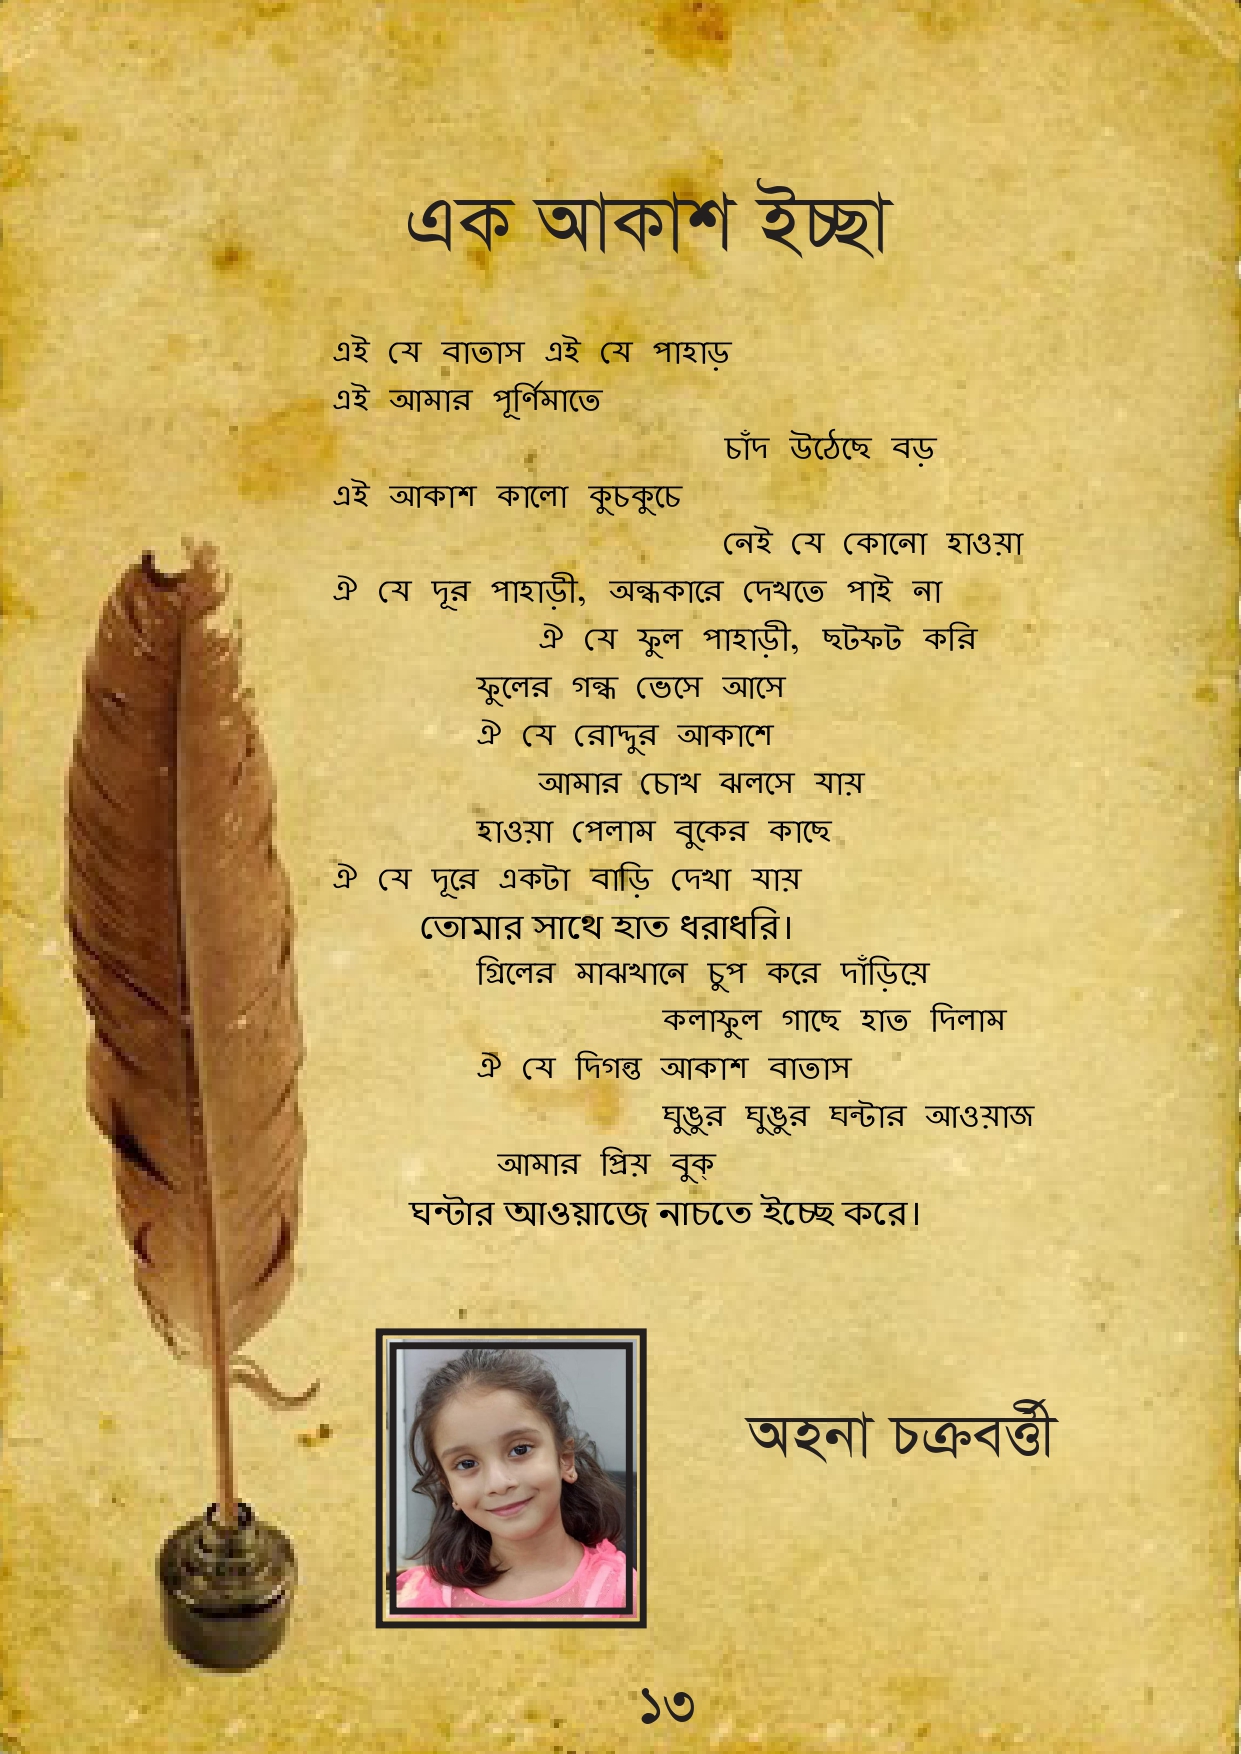 এক আকাশ ইচ্ছা
এই যে বাতাস এই যে পাহাড়
এই আমার পূর্ণিমাতে
চাঁদ উঠেছে বড়
এই আকাশ কালো কুচকুচে
নেই যে কোনো হাওয়া
ঐ যে দূর পাহাড়ী, অন্ধকারে দেখতে পাই না
ঐ যে ফুল পাহাড়ী, ছটফট করি
ফুলের গন্ধ ভেসে আসে
ঐ যে রোদ্দুর আকাশে
আমার চোখ ঝলসে যায়
হাওয়া পেলাম বুকের কাছে
ঐ যে দূরে একটা বাড়ি দেখা যায়
তোমার সাথে হাত ধরাধরি।
গ্রিলের মাঝখানে চুপ করে দাঁড়িয়ে
কলাফুল গাছে হাত দিলাম
ঐ যে দিগন্ত আকাশ বাতাস
ঘুঙুর ঘুঙুর ঘন্টার আওয়াজ
আমার প্রিয় বুক্
ঘন্টার আওয়াজে নাচতে ইচ্ছে করে।
অহনা চক্রবর্ত্তী
১৩